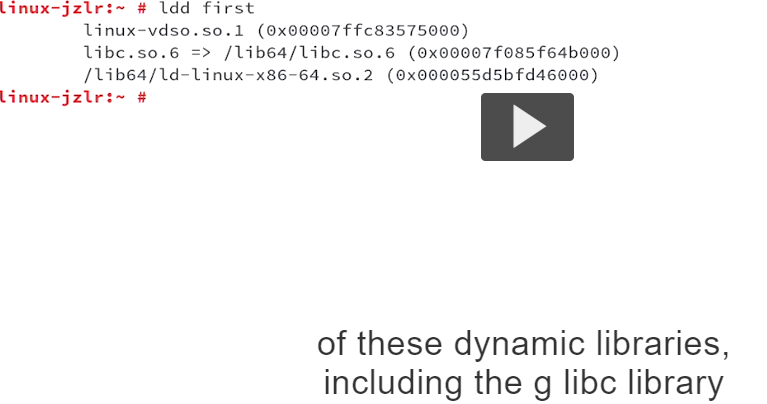 linux-jzlr:~ # ldd first
linux-vdso.so.1 (0x00007ffc83575000)
libc.so.6 => /lib64/libc.so.6 (0x00007f085f64b000)
/lib64/ld-linux-x86-64.so.2 (0x000055d5bfd46000)
linux-jzlr:~ #
of these dynamic libraries,
including the g libc library